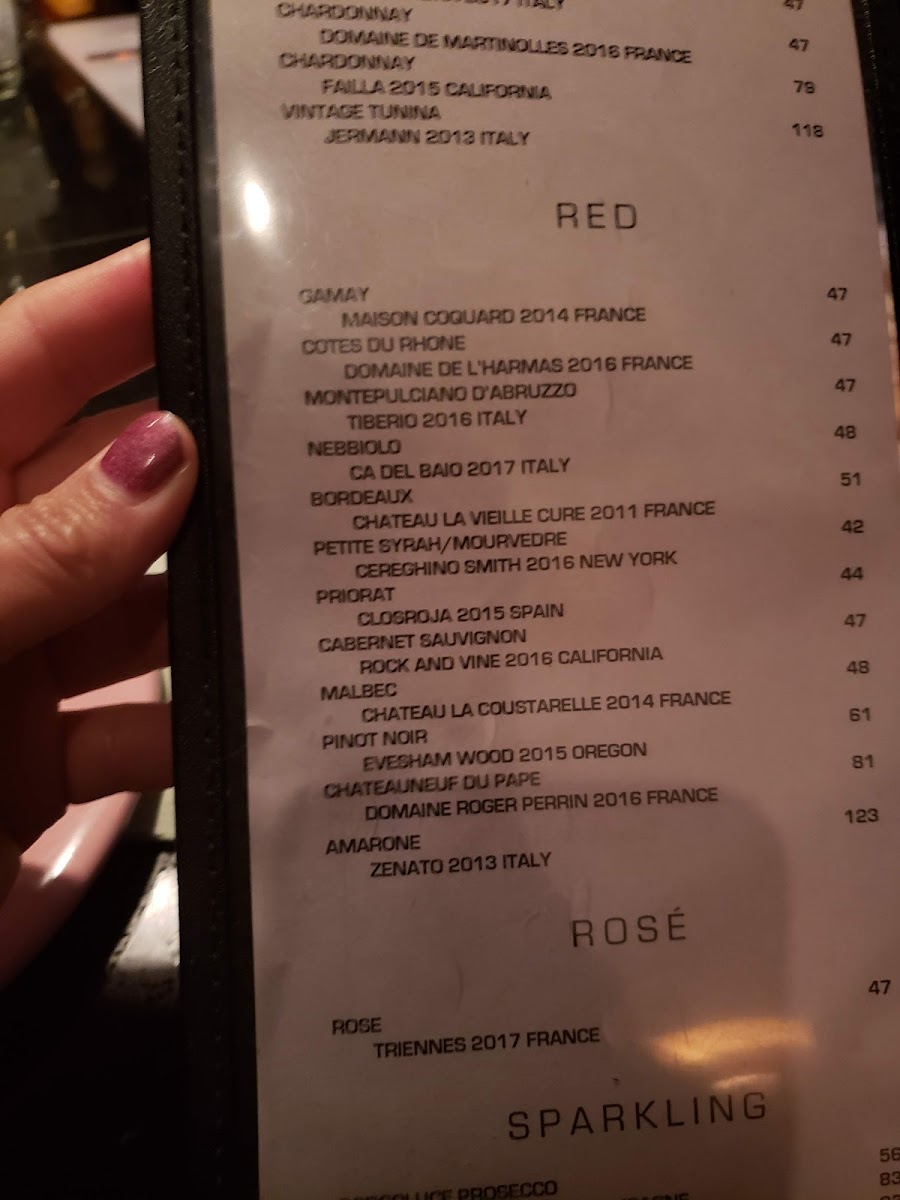 2017 ITALY 47
CHARDONNAY
DOMAINE DE MARTINOLLES 2016 FRANCE 47
CHARDONNAY
FAILLA 2015 CALIFORNIA 79
VINTAGE TUNINA
JERMANN 2013 ITALY 118
RED
GAMAY 47
MAISON COQUARD 2014 FRANCE
COTES DU RHONE 47
DOMAINE DE L'HARMAS 2016 FRANCE
MONTEPULCIANO D'ABRUZZO 47
TIBERIO 2016 ITALY
NEBBIOLO 48
CA DEL BAIO 2017 ITALY
BORDEAUX 51
CHATEAU LA VIEILLE CURE 2011 FRANCE
PETITE SYRAH/MOURVEDRE 42
CEREGHINO SMITH 2016 NEW YORK
PRIORAT 44
CLOSROJA 2015 SPAIN
CABERNET SAUVIGNON 47
ROCK AND VINE 2016 CALIFORNIA
MALBEC 48
CHATEAU LA COUSTARELLE 2014 FRANCE
PINOT NOIR 61
EVESHAM WOOD 2015 OREGON
CHATEAUNEUF DU PAPE 81
DOMAINE ROGER PERRIN 2016 FRANCE
AMARONE 123
ZENATO 2013 ITALY
ROSÉ
ROSE 47
TRIENNES 2017 FRANCE
SPARKLING
PROSECCO 56
83